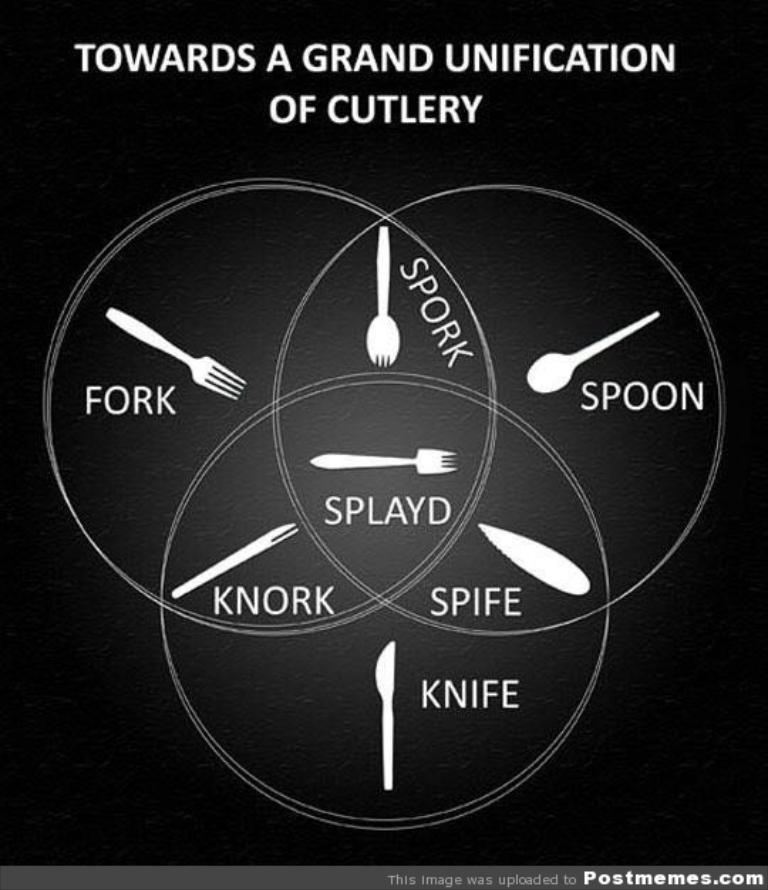 TOWARDS A GRAND UNIFICATION
OF CUTLERY
SPORK
FORK
SPOON
SPLAYD
KNORK
SPIFE
KNIFE
This image was uploaded to Postmemes.com